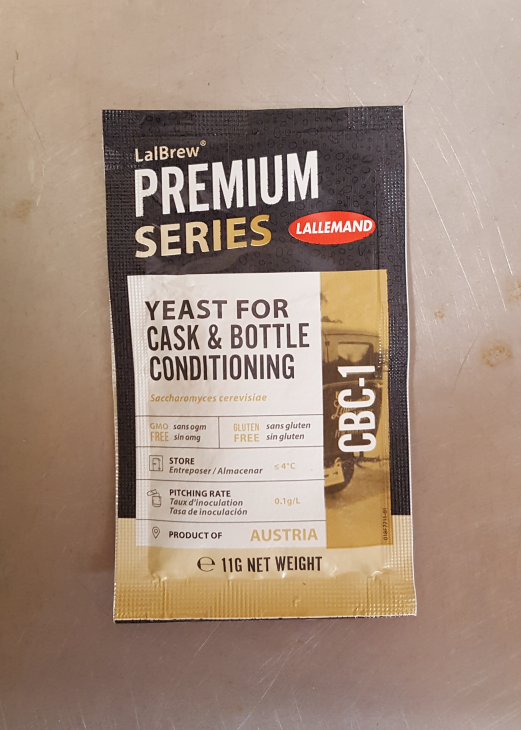 LalBrew®
PREMIUM
SERIES
LALLEMAND
YEAST FOR
CASK & BOTTLE
CONDITIONING
Saccharomyces cerevisiae
GMO FREE sans ogm sin omg
GLUTEN FREE sans gluten sin gluten
STORE
Entreposer / Almacenar
≤ 4°C
PITCHING RATE
Taux d'inoculation
Tasa de inoculación
0.1g/L
PRODUCT OF AUSTRIA
℮ 11G NET WEIGHT
CBC-1